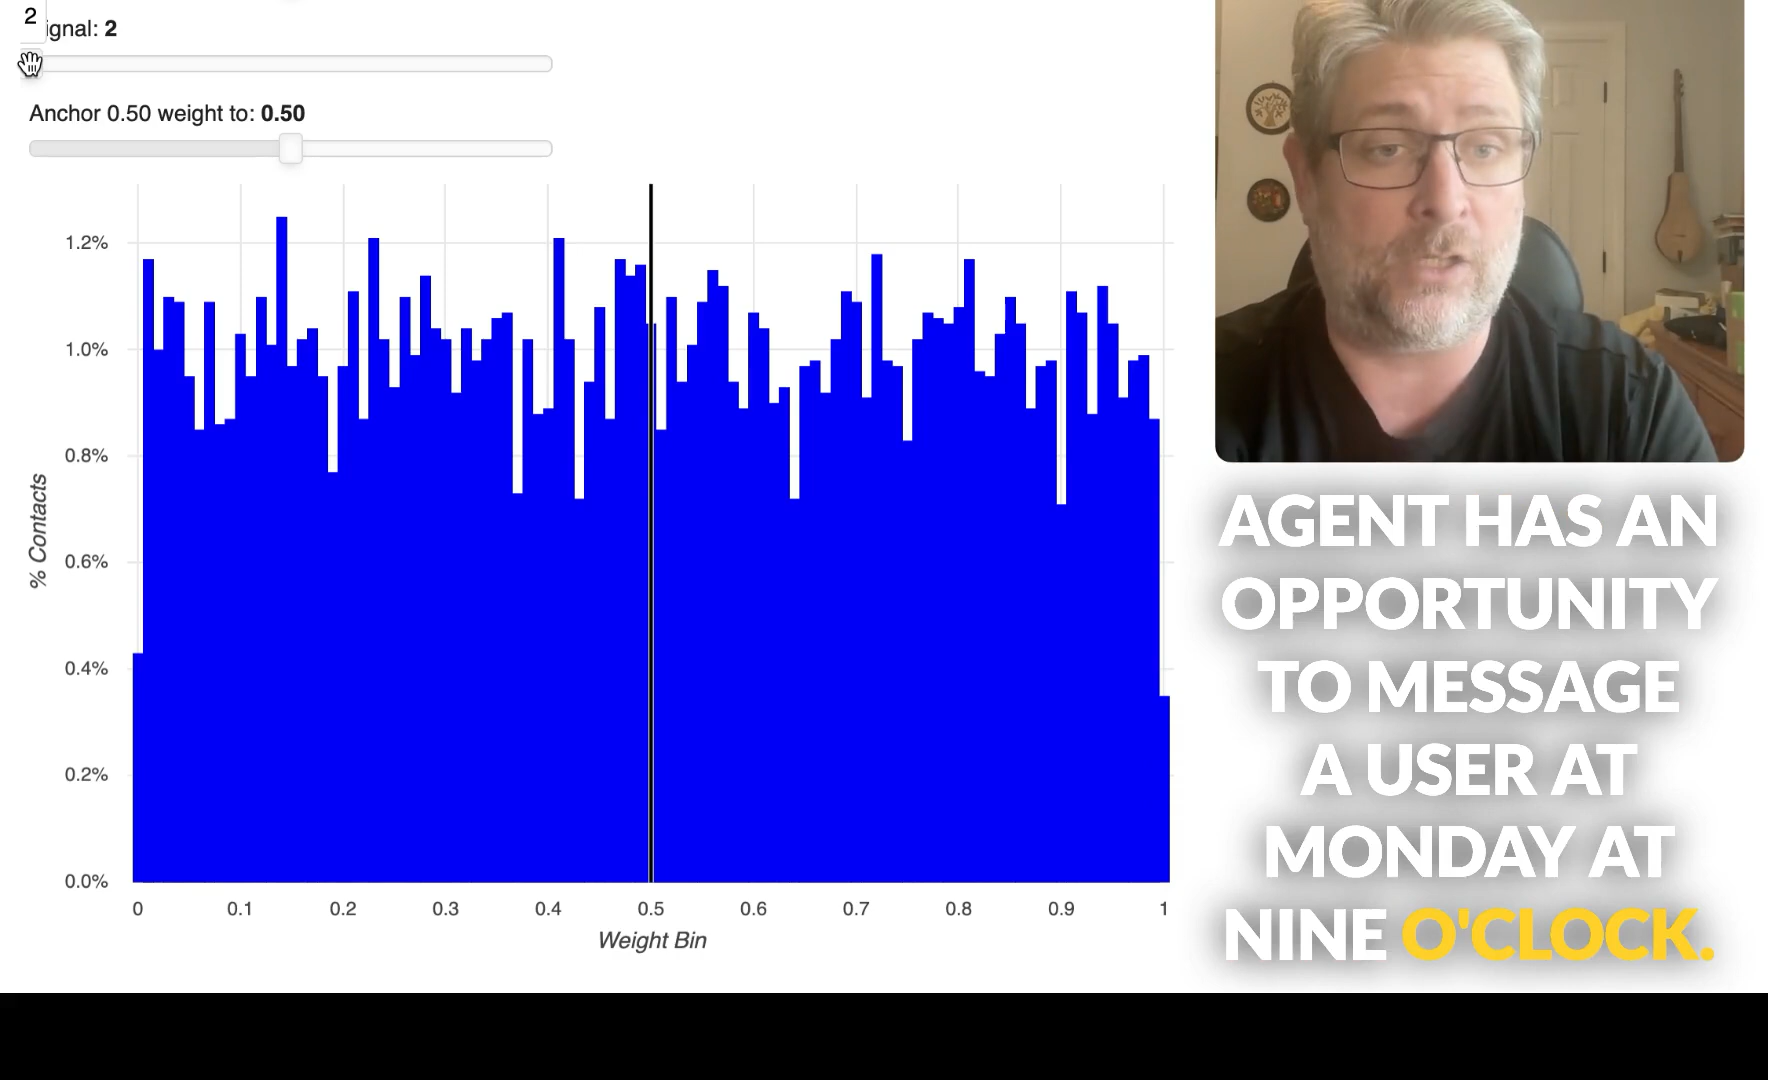 2
ignal: 2
Anchor 0.50 weight to: 0.50
1.2%
1.0%
0.8%
0.6%
0.4%
0.2%
0.0%
% Contacts
0 0.1 0.2 0.3 0.4 0.5 0.6 0.7 0.8 0.9 1
Weight Bin
AGENT HAS AN
OPPORTUNITY
TO MESSAGE
A USER AT
MONDAY AT
NINE O'CLOCK.